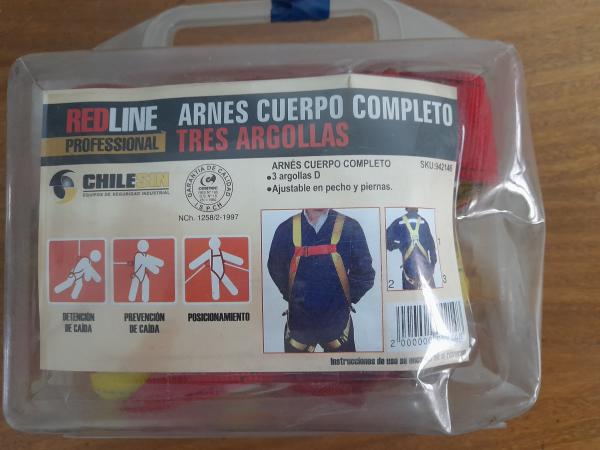 REDLINE
PROFESSIONAL
ARNES CUERPO COMPLETO
TRES ARGOLLAS
CHILESIN
EQUIPOS DE SEGURIDAD INDUSTRIAL
GARANTIA DE CALIDAD
CESMEC
I.S.P.CH.
NCh. 1258/2-1997
ARNÉS CUERPO COMPLETO
SKU:942146
•3 argollas D
•Ajustable en pecho y piernas.
DETENCIÓN
DE CAÍDA
PREVENCIÓN
DE CAÍDA
POSICIONAMIENTO
1
2
3
Instrucciones de uso